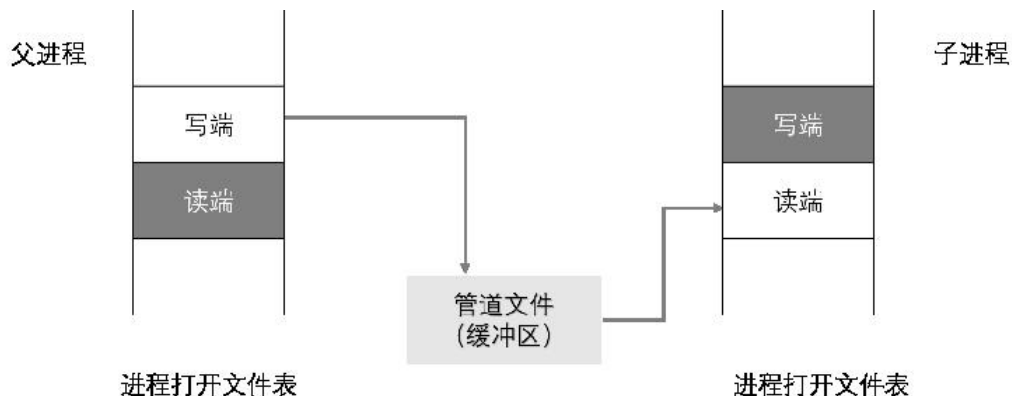 父进程
子进程
写端
写端
读端
读端
管道文件
(缓冲区)
进程打开文件表
进程打开文件表